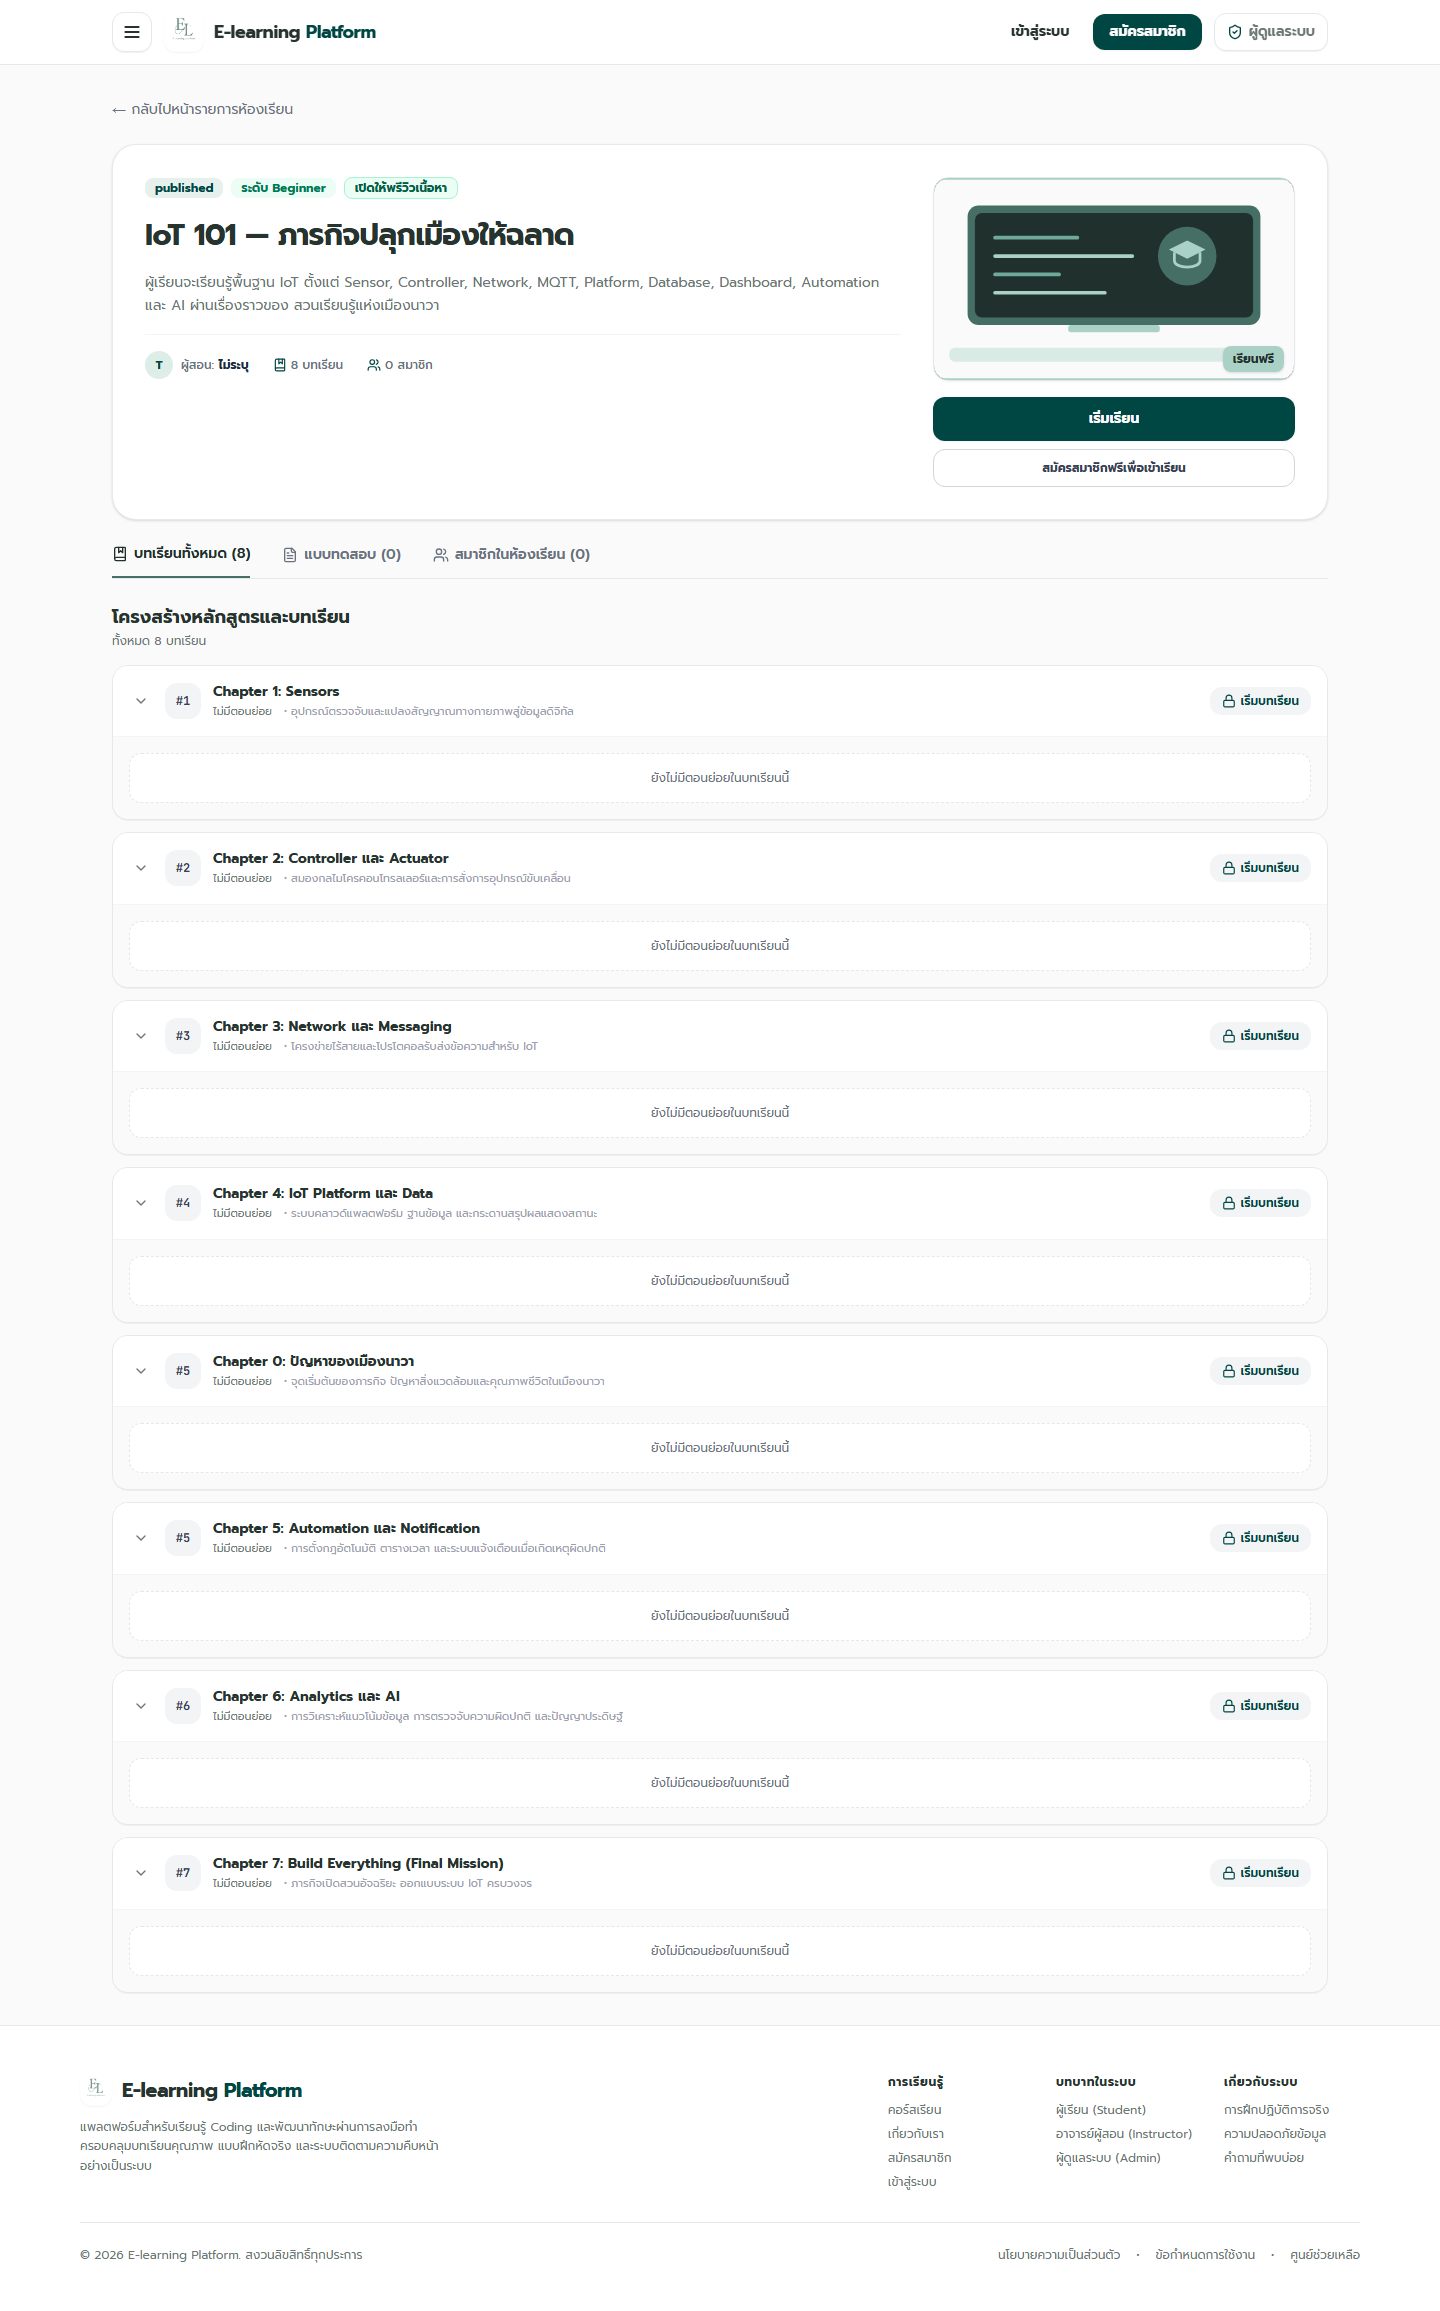 EL
E-learning Platform
เข้าสู่ระบบ
สมัครสมาชิก
ผู้ดูแลระบบ
← กลับไปหน้ารายการห้องเรียน
published
ระดับ Beginner
เปิดให้พรีวิวเนื้อหา
IoT 101 — ภารกิจปลุกเมืองให้ฉลาด
ผู้เรียนจะเรียนรู้พื้นฐาน IoT ตั้งแต่ Sensor, Controller, Network, MQTT, Platform, Database, Dashboard, Automation
และ AI ผ่านเรื่องราวของ สวนเรียนรู้แห่งเมืองนาวา
T ผู้สอน: ไม่ระบุ
8 บทเรียน
0 สมาชิก
เรียนฟรี
เริ่มเรียน
สมัครสมาชิกฟรีเพื่อเข้าเรียน
บทเรียนทั้งหมด (8)
แบบทดสอบ (0)
สมาชิกในห้องเรียน (0)
โครงสร้างหลักสูตรและบทเรียน
ทั้งหมด 8 บทเรียน
#1
Chapter 1: Sensors
ไม่มีตอนย่อย • อุปกรณ์ตรวจจับและแปลงสัญญาณทางกายภาพสู่ข้อมูลดิจิทัล
เริ่มบทเรียน
ยังไม่มีตอนย่อยในบทเรียนนี้
#2
Chapter 2: Controller และ Actuator
ไม่มีตอนย่อย • สมองกลไมโครคอนโทรลเลอร์และการสั่งการอุปกรณ์ขับเคลื่อน
เริ่มบทเรียน
ยังไม่มีตอนย่อยในบทเรียนนี้
#3
Chapter 3: Network และ Messaging
ไม่มีตอนย่อย • โครงข่ายไร้สายและโปรโตคอลรับส่งข้อความสำหรับ IoT
เริ่มบทเรียน
ยังไม่มีตอนย่อยในบทเรียนนี้
#4
Chapter 4: IoT Platform และ Data
ไม่มีตอนย่อย • ระบบคลาวด์แพลตฟอร์ม ฐานข้อมูล และกระดานสรุปผลแสดงสถานะ
เริ่มบทเรียน
ยังไม่มีตอนย่อยในบทเรียนนี้
#5
Chapter 0: ปัญหาของเมืองนาวา
ไม่มีตอนย่อย • จุดเริ่มต้นของภารกิจ ปัญหาสิ่งแวดล้อมและคุณภาพชีวิตในเมืองนาวา
เริ่มบทเรียน
ยังไม่มีตอนย่อยในบทเรียนนี้
#5
Chapter 5: Automation และ Notification
ไม่มีตอนย่อย • การตั้งกฎอัตโนมัติ ตารางเวลา และระบบแจ้งเตือนเมื่อเกิดเหตุผิดปกติ
เริ่มบทเรียน
ยังไม่มีตอนย่อยในบทเรียนนี้
#6
Chapter 6: Analytics และ AI
ไม่มีตอนย่อย • การวิเคราะห์แนวโน้มข้อมูล การตรวจจับความผิดปกติ และปัญญาประดิษฐ์
เริ่มบทเรียน
ยังไม่มีตอนย่อยในบทเรียนนี้
#7
Chapter 7: Build Everything (Final Mission)
ไม่มีตอนย่อย • ภารกิจเปิดสวนอัจฉริยะ ออกแบบระบบ IoT ครบวงจร
เริ่มบทเรียน
ยังไม่มีตอนย่อยในบทเรียนนี้
EL
E-learning Platform
แพลตฟอร์มสำหรับเรียนรู้ Coding และพัฒนาทักษะผ่านการลงมือทำ
ครอบคลุมบทเรียนคุณภาพ แบบฝึกหัดจริง และระบบติดตามความคืบหน้า
อย่างเป็นระบบ
การเรียนรู้
คอร์สเรียน
เกี่ยวกับเรา
สมัครสมาชิก
เข้าสู่ระบบ
บทบาทในระบบ
ผู้เรียน (Student)
อาจารย์ผู้สอน (Instructor)
ผู้ดูแลระบบ (Admin)
เกี่ยวกับระบบ
การฝึกปฏิบัติการจริง
ความปลอดภัยข้อมูล
คำถามที่พบบ่อย
© 2026 E-learning Platform. สงวนลิขสิทธิ์ทุกประการ
นโยบายความเป็นส่วนตัว • ข้อกำหนดการใช้งาน • ศูนย์ช่วยเหลือ